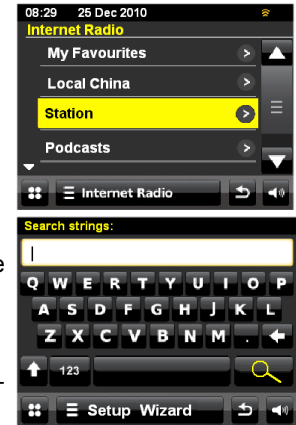 08:29 25 Dec 2010
Internet Radio
My Favourites
Local China
Station
Podcasts
Internet Radio
Search strings:
e
Q W E R T Y U I O P
A S D F G H J K L
Z X C V B N M .
123
-
Setup Wizard